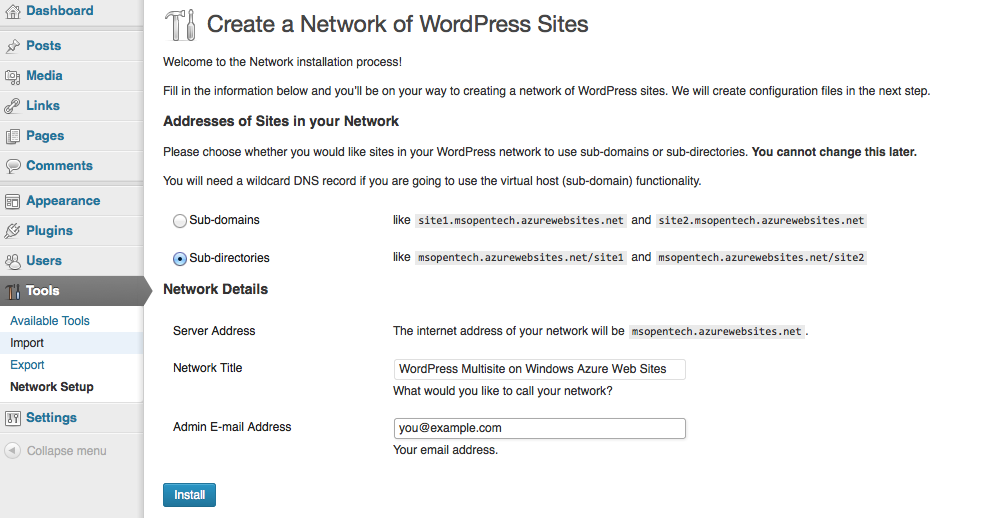 Dashboard
Posts
Media
Links
Pages
Comments
Appearance
Plugins
Users
Tools
Available Tools
Import
Export
Network Setup
Settings
Collapse menu
Create a Network of WordPress Sites
Welcome to the Network installation process!
Fill in the information below and you’ll be on your way to creating a network of WordPress sites. We will create configuration files in the next step.
Addresses of Sites in your Network
Please choose whether you would like sites in your WordPress network to use sub-domains or sub-directories. You cannot change this later.
You will need a wildcard DNS record if you are going to use the virtual host (sub-domain) functionality.
Sub-domains like site1.msopentech.azurewebsites.net and site2.msopentech.azurewebsites.net
Sub-directories like msopentech.azurewebsites.net/site1 and msopentech.azurewebsites.net/site2
Network Details
Server Address The internet address of your network will be msopentech.azurewebsites.net.
Network Title WordPress Multisite on Windows Azure Web Sites
What would you like to call your network?
Admin E-mail Address you@example.com
Your email address.
Install